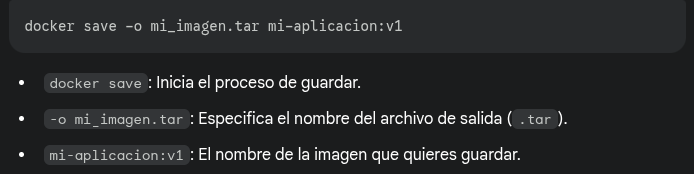 docker save -o mi_imagen.tar mi-aplicacion:v1
• docker save: Inicia el proceso de guardar.
• -o mi_imagen.tar: Especifica el nombre del archivo de salida (.tar).
• mi-aplicacion:v1: El nombre de la imagen que quieres guardar.